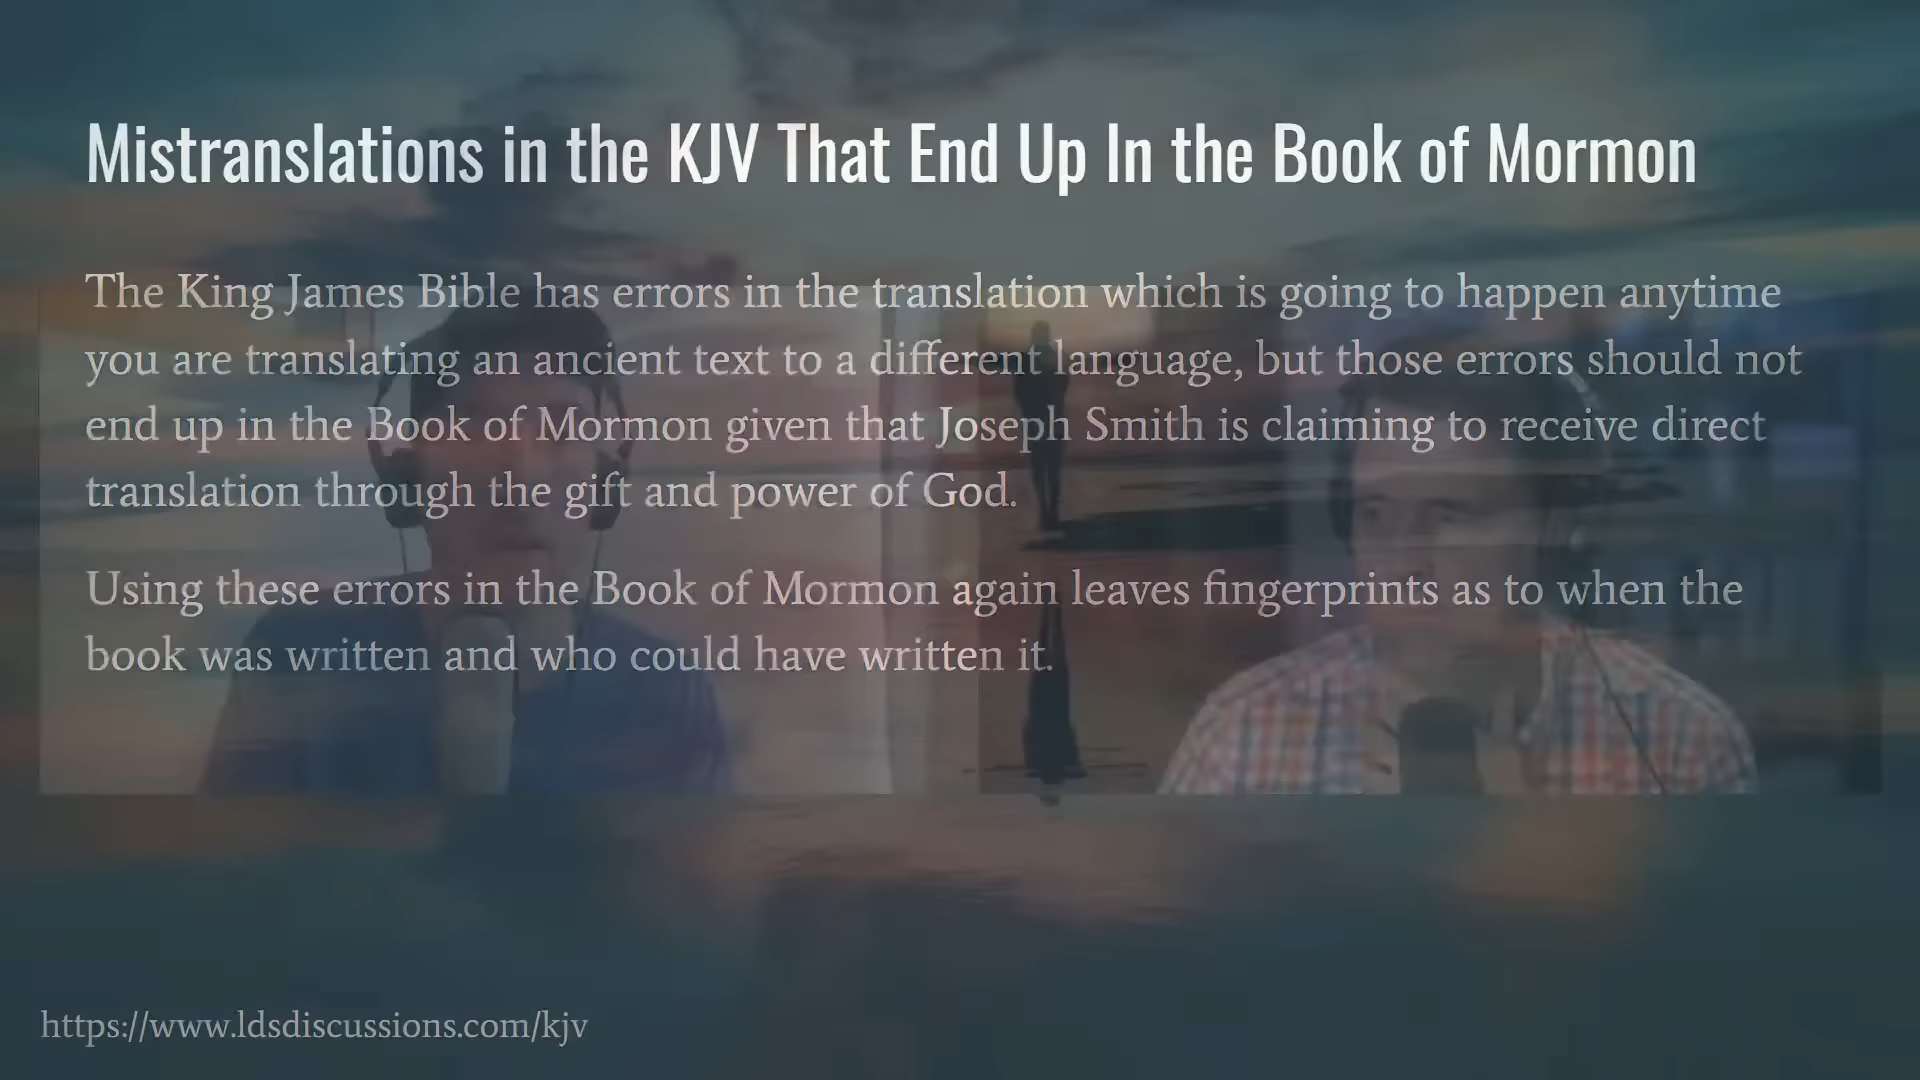 Mistranslations in the KJV That End Up In the Book of Mormon
The King James Bible has errors in the translation which is going to happen anytime
you are translating an ancient text to a different language, but those errors should not
end up in the Book of Mormon given that Joseph Smith is claiming to receive direct
translation through the gift and power of God.
Using these errors in the Book of Mormon again leaves fingerprints as to when the
book was written and who could have written it.
https://www.ldsdiscussions.com/kjv